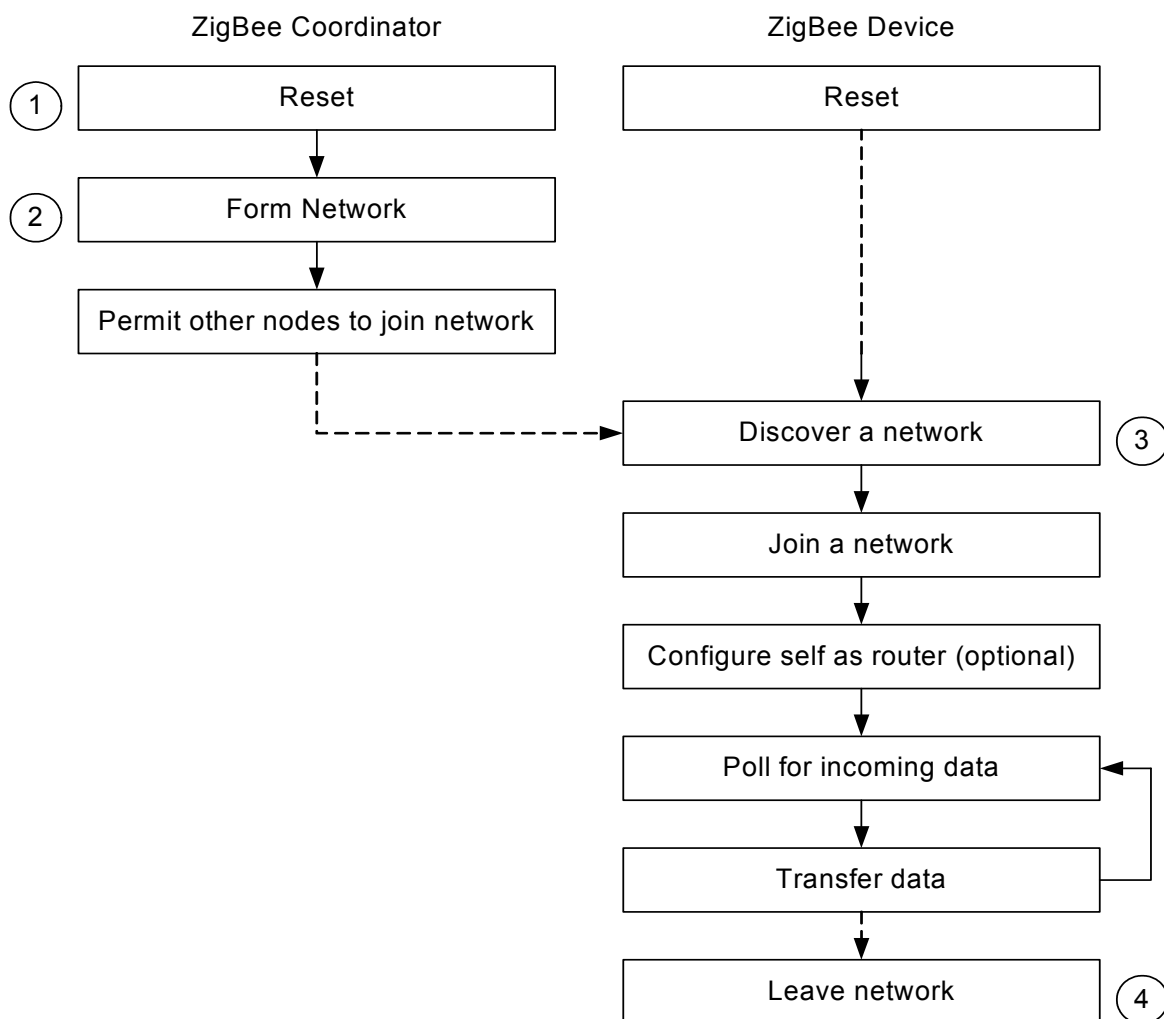 ZigBee Coordinator
ZigBee Device
1
Reset
Reset
2
Form Network
Permit other nodes to join network
Discover a network
3
Join a network
Configure self as router (optional)
Poll for incoming data
Transfer data
Leave network
4